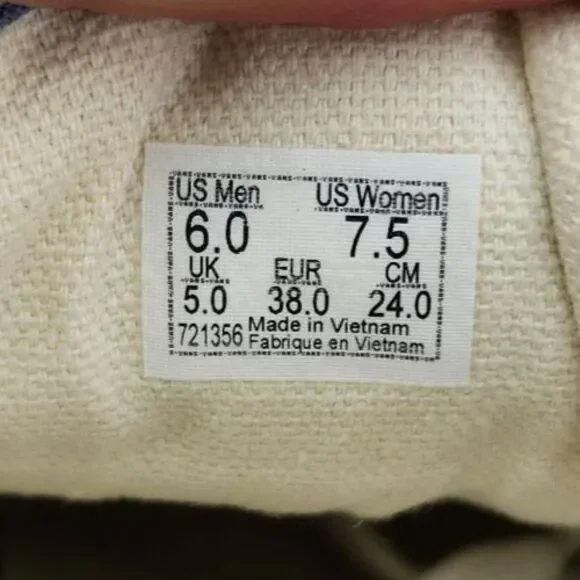 US Men US Women
6.0 7.5
UK EUR CM
5.0 38.0 24.0
721356 Made in Vietnam
Fabrique en Vietnam